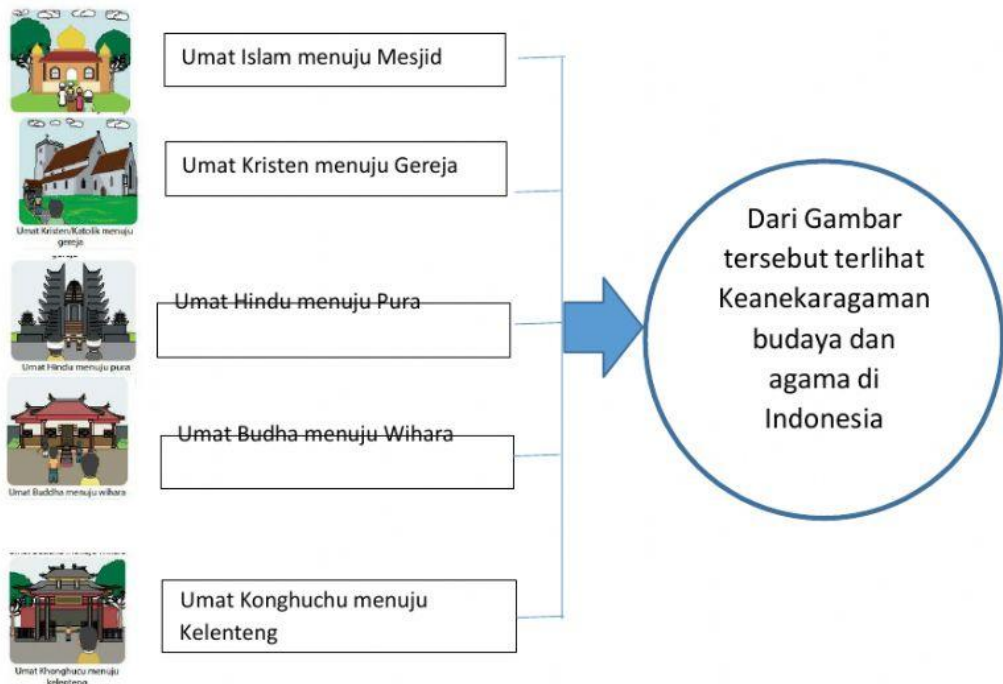 Umat Islam menuju Mesjid
Umat Kristen menuju Gereja
Umat Kristen/Katolik menuju
gereja
Umat Hindu menuju Pura
Umat Hindu menuju pura
Umat Budha menuju Wihara
Umat Buddha menuju wihara
Umat Konghuchu menuju
Kelenteng
Umat Khonghucu menuju
kelenteng
Dari Gambar
tersebut terlihat
Keanekaragaman
budaya dan
agama di
Indonesia